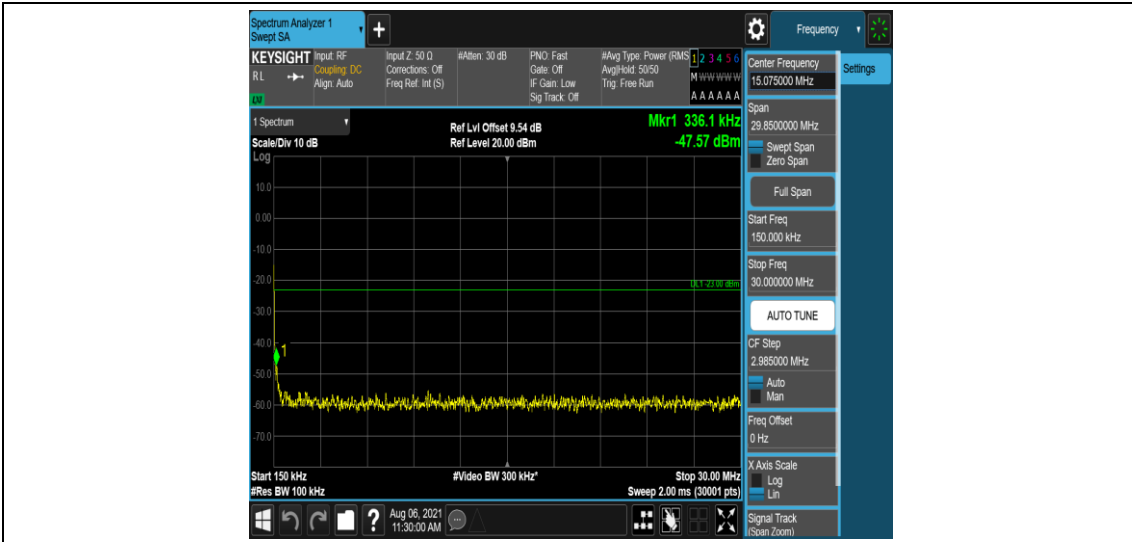 Spectrum Analyzer 1
Swept SA
+
Frequency
KEYSIGHT
RL
LXI
Input: RF
Coupling: DC
Align: Auto
Input Z: 50 Ω
Corrections: Off
Freq Ref: Int (S)
#Atten: 30 dB
PNO: Fast
Gate: Off
IF Gain: Low
Sig Track: Off
#Avg Type: Power (RMS
Avg|Hold: 50/50
Trig: Free Run
1 2 3 4 5 6
M W W W W W
A A A A A A
1 Spectrum
Scale/Div 10 dB
Log
Ref Lvl Offset 9.54 dB
Ref Level 20.00 dBm
Mkr1 336.1 kHz
-47.57 dBm
10.0
0.00
-10.0
-20.0
-30.0
-40.0
-50.0
-60.0
-70.0
DL1 -23.00 dBm
1
Start 150 kHz
#Res BW 100 kHz
#Video BW 300 kHz*
Stop 30.00 MHz
Sweep 2.00 ms (30001 pts)
Center Frequency
15.075000 MHz
Settings
Span
29.8500000 MHz
Swept Span
Zero Span
Full Span
Start Freq
150.000 kHz
Stop Freq
30.000000 MHz
AUTO TUNE
CF Step
2.985000 MHz
Auto
Man
Freq Offset
0 Hz
X Axis Scale
Log
Lin
Signal Track
(Span Zoom)
?
Aug 06, 2021
11:30:00 AM